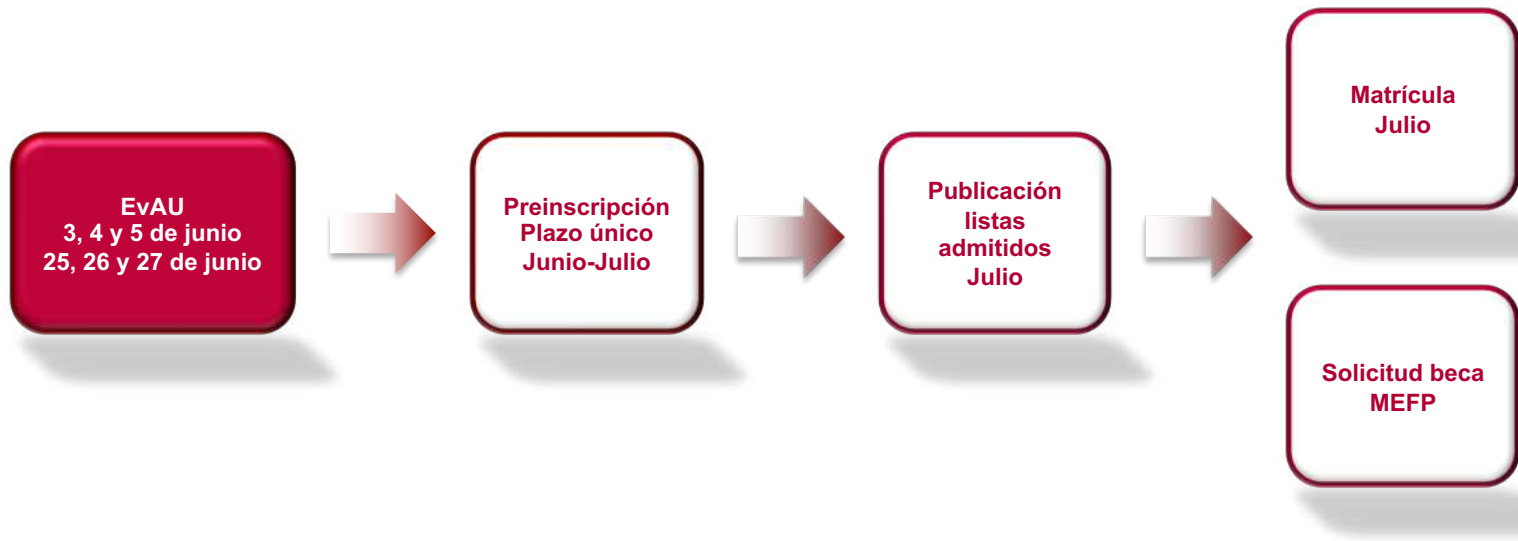 EvAU
3, 4 y 5 de junio
25, 26 y 27 de junio
Preinscripción
Plazo único
Junio-Julio
Publicación
listas
admitidos
Julio
Matrícula
Julio
Solicitud beca
MEFP